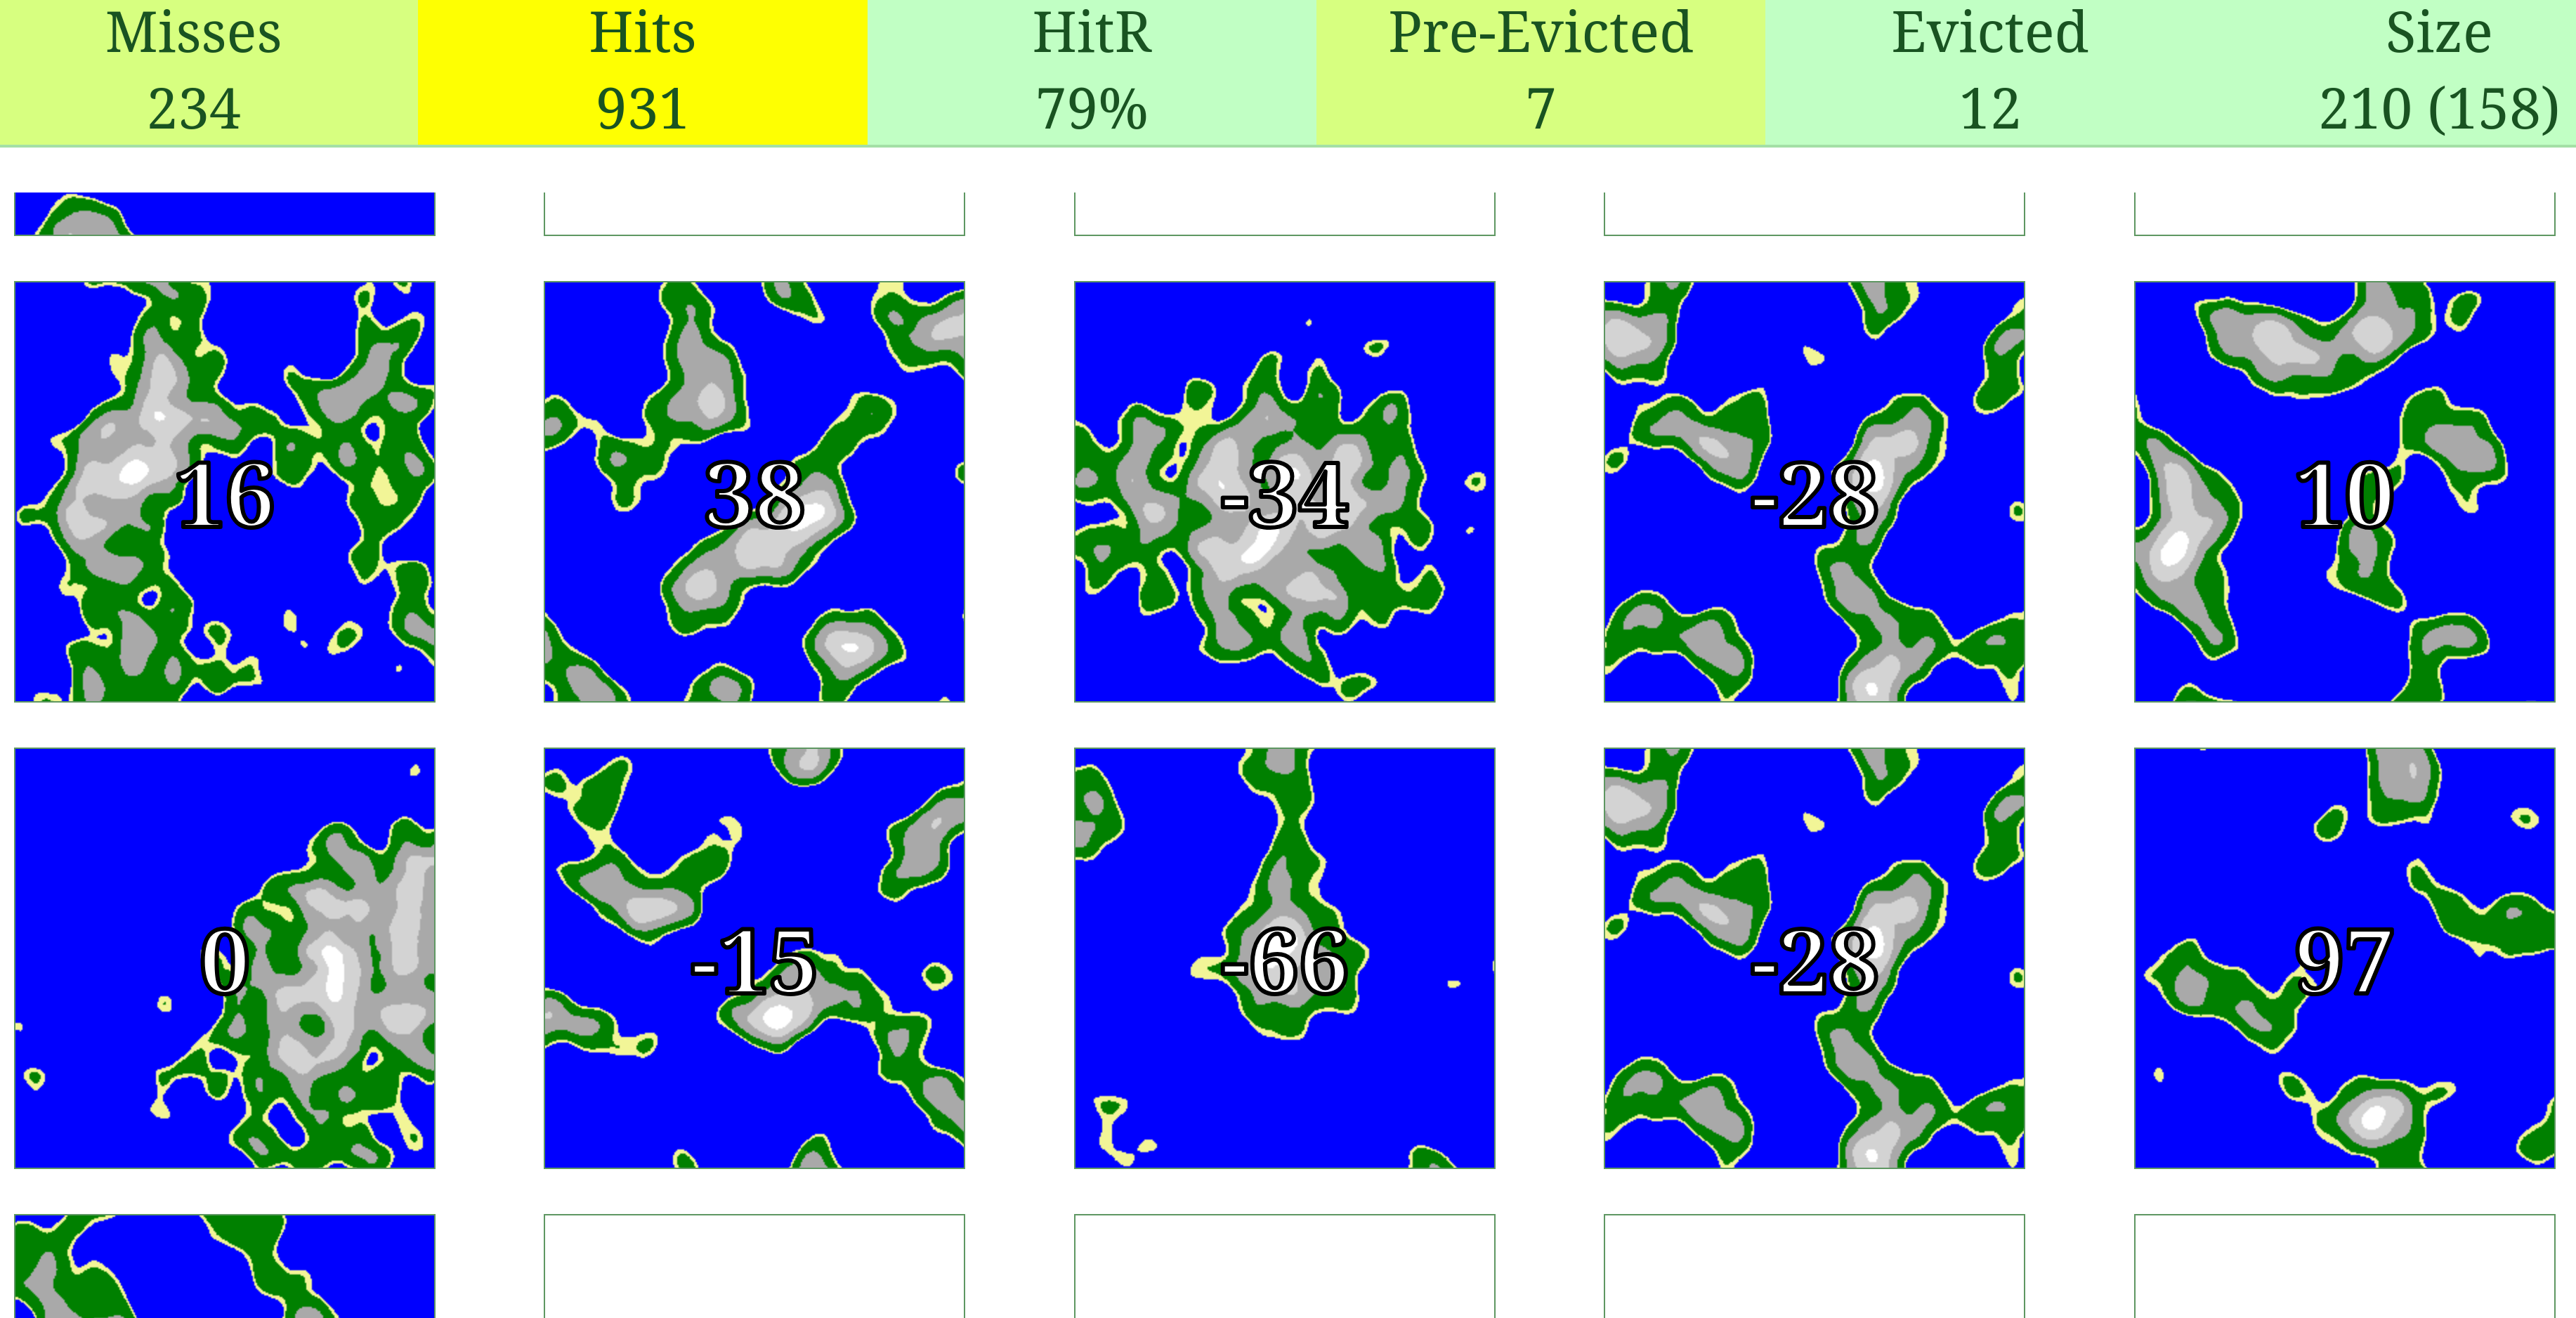 Misses Hits HitR Pre-Evicted Evicted Size
234 931 79% 7 12 210 (158)
16 38 -34 -28 10
0 -15 -66 -28 97